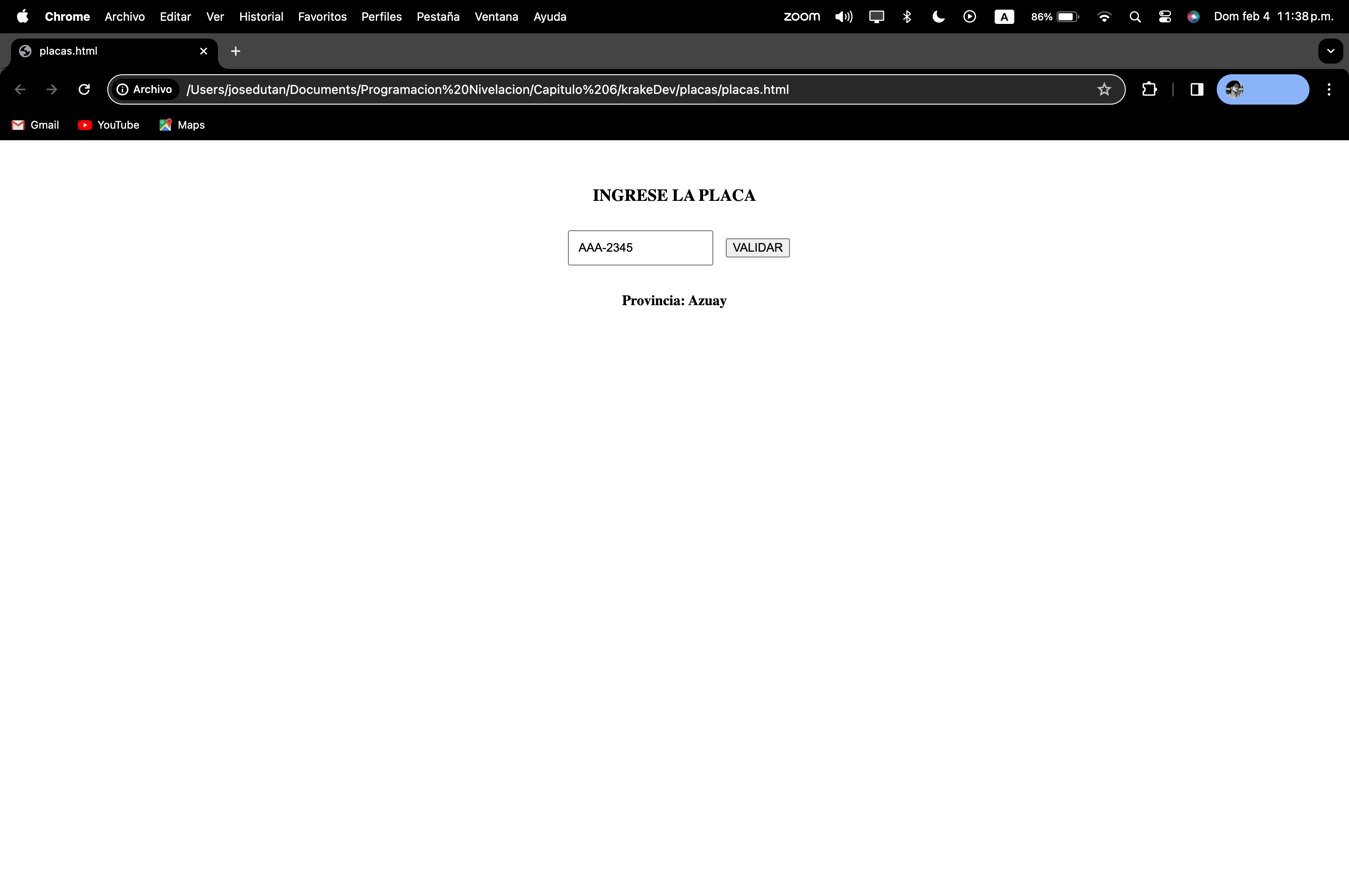 Chrome Archivo Editar Ver Historial Favoritos Perfiles Pestaña Ventana Ayuda zoom A 86% Dom feb 4 11:38 p.m.
placas.html
Archivo /Users/josedutan/Documents/Programacion%20Nivelacion/Capitulo%206/krakeDev/placas/placas.html
Gmail YouTube Maps
INGRESE LA PLACA
AAA-2345 VALIDAR
Provincia: Azuay